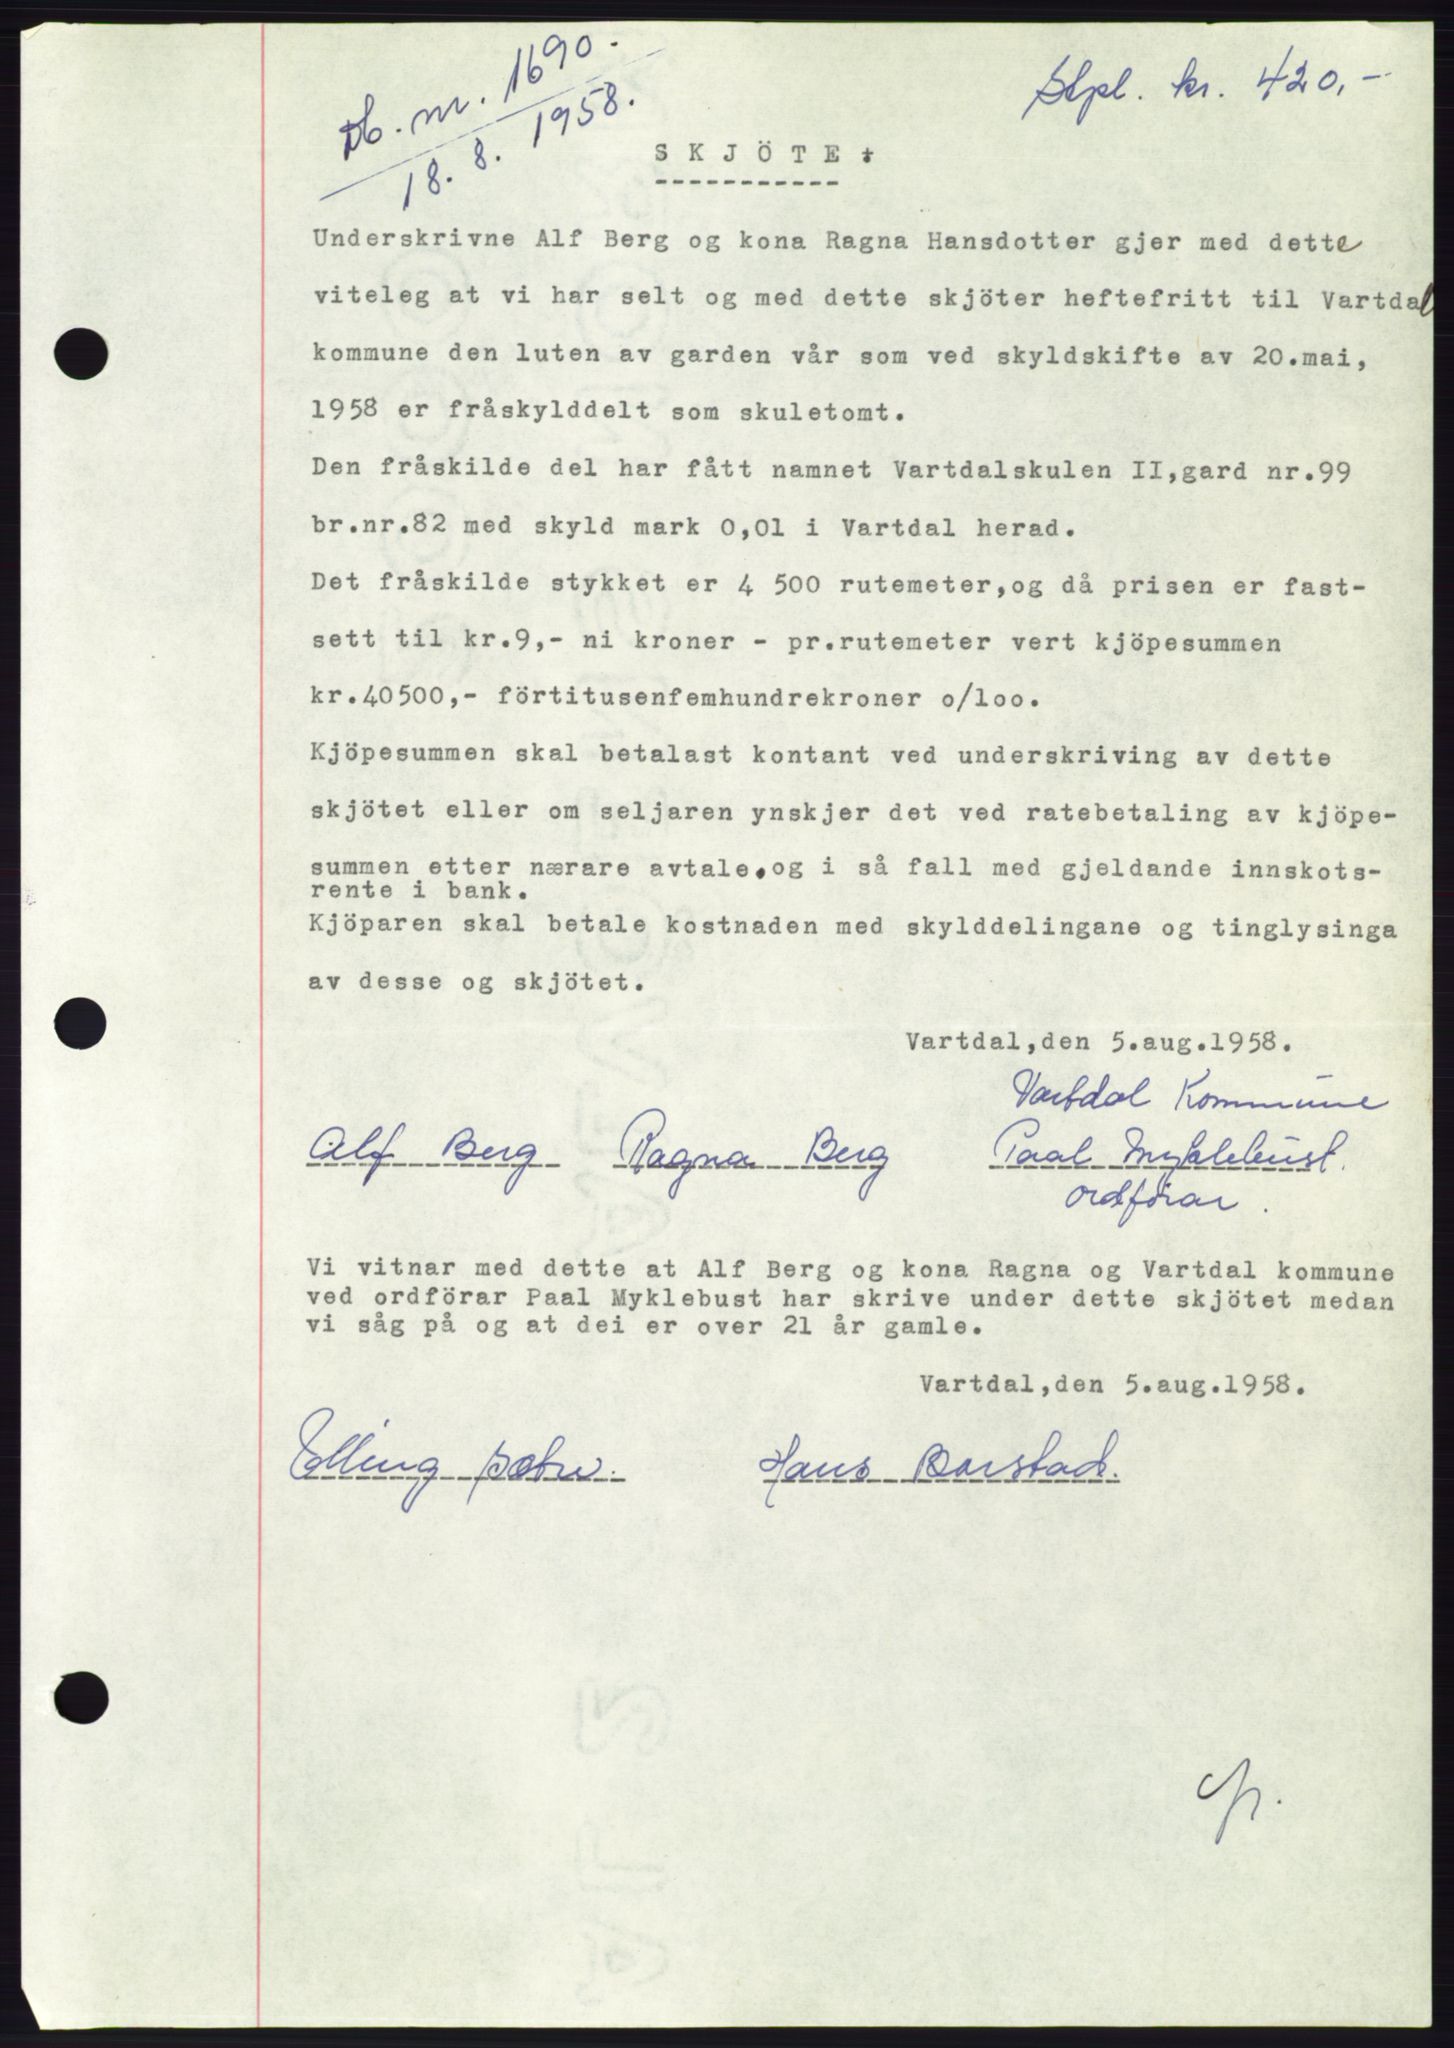 Db. nr. 1690.
18. 8. 1958.
Stpl. kr. 420,-
S K J Ö T E :
Underskrivne Alf Berg og kona Ragna Hansdotter gjer med dette
viteleg at vi har selt og med dette skjöter heftefritt til Vartdal
kommune den luten av garden vår som ved skyldskifte av 20.mai,
1958 er fråskylddelt som skuletomt.
Den fråskilde del har fått namnet Vartdalskulen II,gard nr.99
br.nr.82 med skyld mark 0,01 i Vartdal herad.
Det fråskilde stykket er 4 500 rutemeter,og då prisen er fast-
sett til kr.9,- ni kroner - pr.rutemeter vert kjöpesummen
kr.40500,- förtitusenfemhundrekroner o/loo.
Kjöpesummen skal betalast kontant ved underskriving av dette
skjötet eller om seljaren ynskjer det ved ratebetaling av kjöpe-
summen etter nærare avtale.og i så fall med gjeldande innskots-
rente i bank.
Kjöparen skal betale kostnaden med skylddelingane og tinglysinga
av desse og skjötet.
Vartdal,den 5.aug.1958.
Vartdal Kommune
Alf Berg Ragna Berg Paal Myklebust.
ordförar.
Vi vitnar med dette at Alf Berg og kona Ragna og Vartdal kommune
ved ordförar Paal Myklebust har skrive under dette skjötet medan
vi såg på og at dei er over 21 år gamle.
Vartdal,den 5.aug.1958.
Elling Hans Barstad.